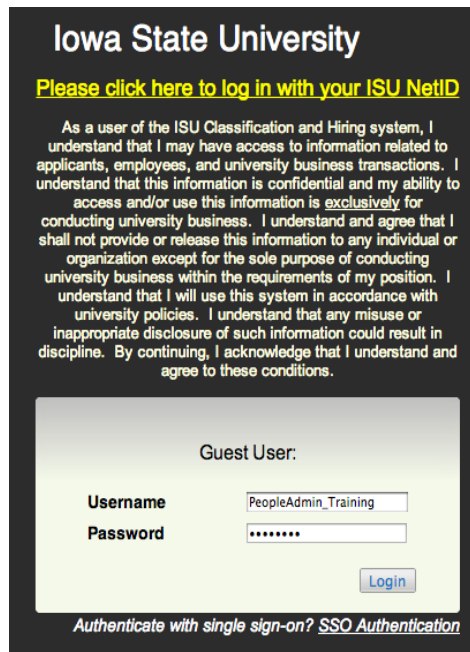 Iowa State University
Please click here to log in with your ISU NetID
As a user of the ISU Classification and Hiring system, I
understand that I may have access to information related to
applicants, employees, and university business transactions. I
understand that this information is confidential and my ability to
access and/or use this information is exclusively for
conducting university business. I understand and agree that I
shall not provide or release this information to any individual or
organization except for the sole purpose of conducting
university business within the requirements of my position. I
understand that I will use this system in accordance with
university policies. I understand that any misuse or
inappropriate disclosure of such information could result in
discipline. By continuing, I acknowledge that I understand and
agree to these conditions.
Guest User:
Username PeopleAdmin_Training
Password ••••••••
Login
Authenticate with single sign-on? SSO Authentication